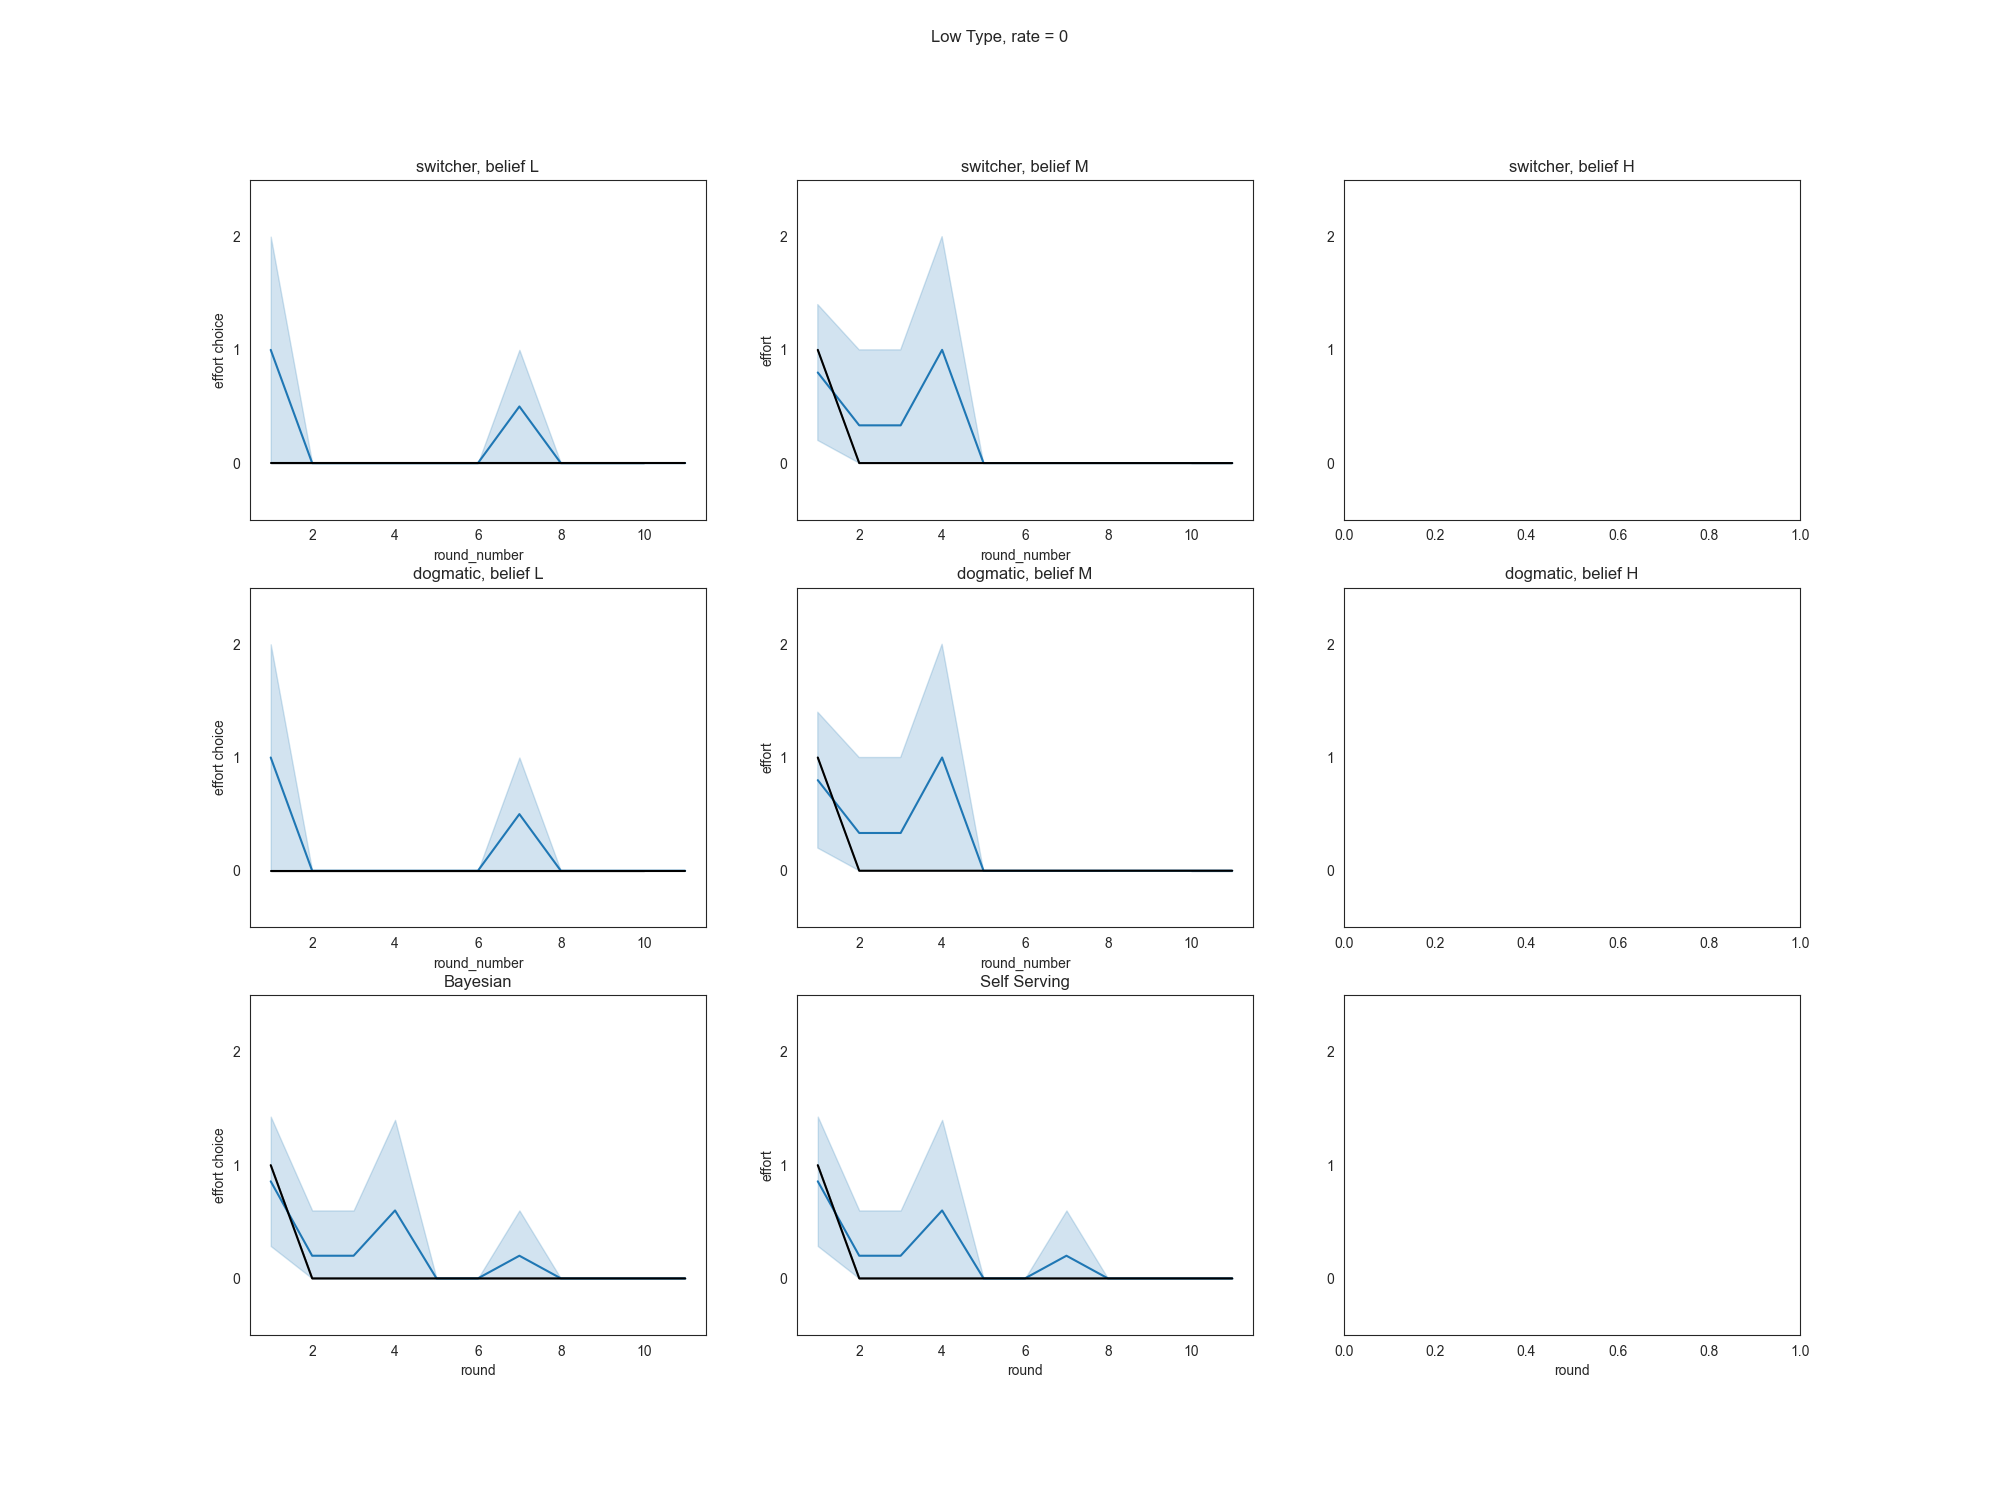 Low Type, rate = 0
switcher, belief L
switcher, belief M
switcher, belief H
2
1
0
effort choice
2 4 6 8 10
round_number
2
1
0
effort
2 4 6 8 10
round_number
2
1
0
0.0 0.2 0.4 0.6 0.8 1.0
dogmatic, belief L
dogmatic, belief M
dogmatic, belief H
2
1
0
effort choice
2 4 6 8 10
round_number
2
1
0
effort
2 4 6 8 10
round_number
2
1
0
0.0 0.2 0.4 0.6 0.8 1.0
Bayesian
Self Serving
2
1
0
effort choice
2 4 6 8 10
round
2
1
0
effort
2 4 6 8 10
round
2
1
0
0.0 0.2 0.4 0.6 0.8 1.0
round